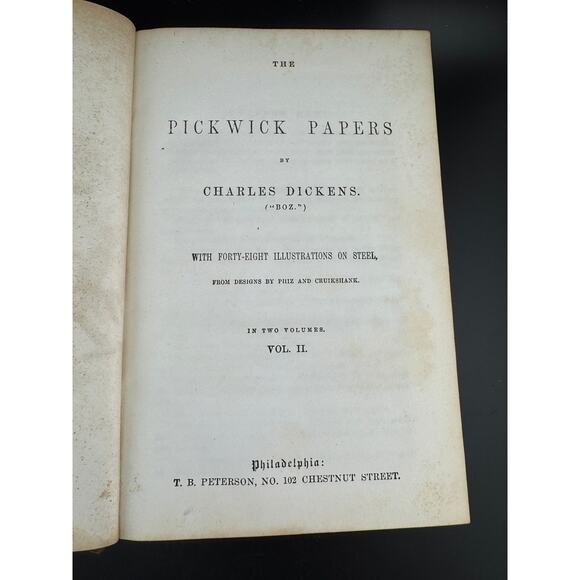 THE
PICKWICK PAPERS
BY
CHARLES DICKENS.
("BOZ.")
WITH FORTY-EIGHT ILLUSTRATIONS ON STEEL,
FROM DESIGNS BY PHIZ AND CRUIKSHANK.
IN TWO VOLUMES.
VOL. II.
Philadelphia:
T. B. PETERSON, NO. 102 CHESTNUT STREET.